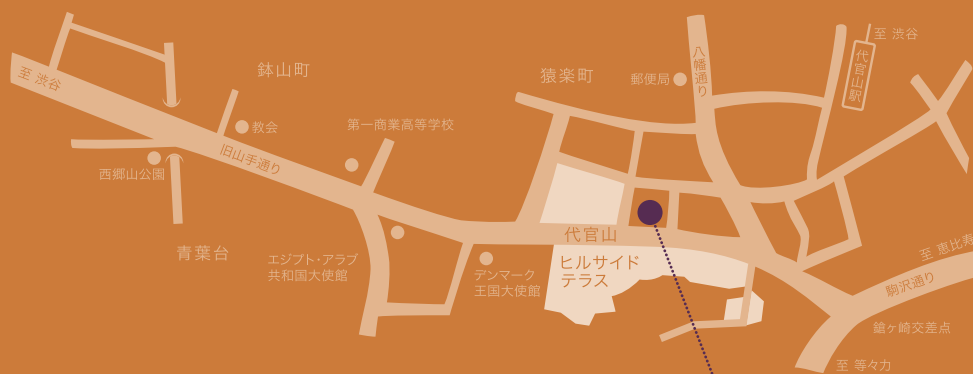 至 渋谷
鉢山町
教会
第一商業高等学校
旧山手通り
西郷山公園
青葉台
エジプト・アラブ
共和国大使館
デンマーク
王国大使館
猿楽町
郵便局
八幡通り
至 渋谷
代官山駅
代官山
ヒルサイド
テラス
至 恵比寿
駒沢通り
鎗ヶ崎交差点
至 等々力